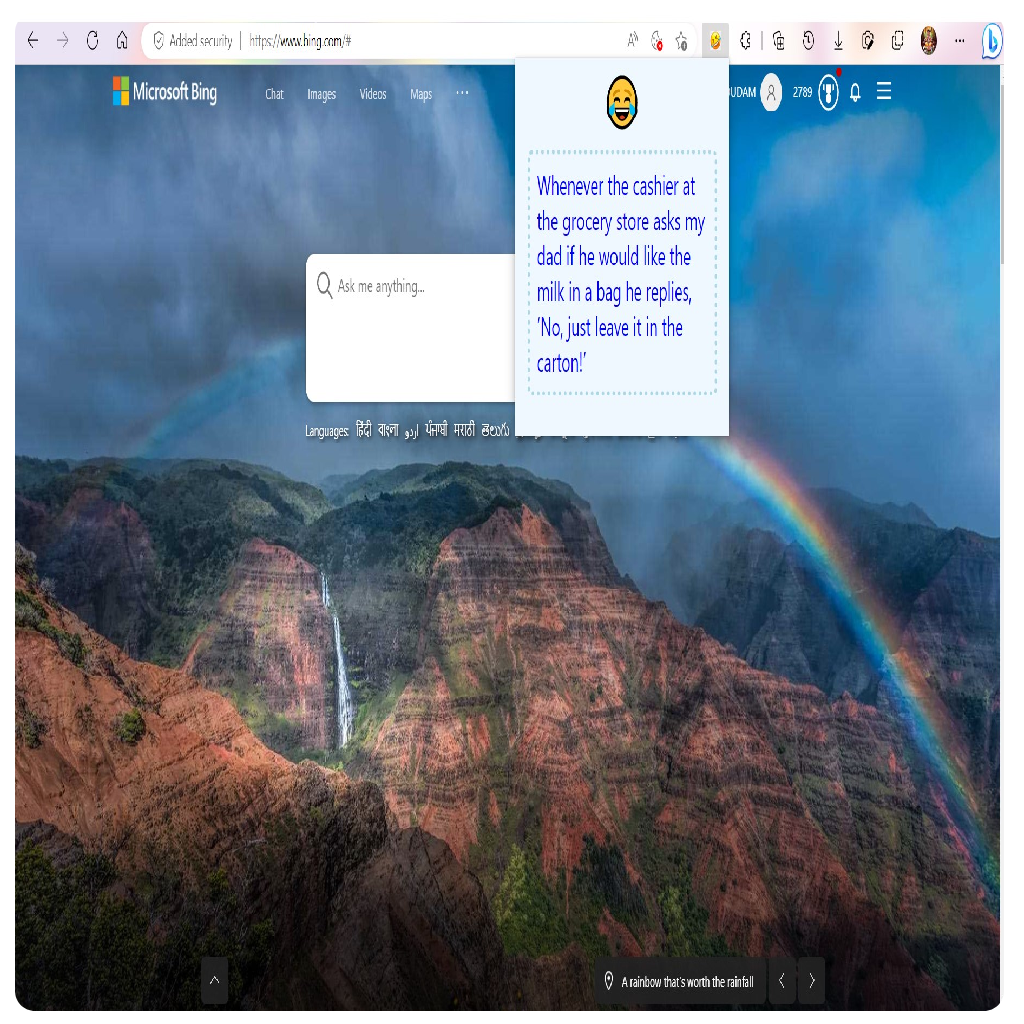 Added security
https://www.bing.com/#
Microsoft Bing
Chat
Images
Videos
Maps
2789
Whenever the cashier at
the grocery store asks my
dad if he would like the
milk in a bag he replies,
'No, just leave it in the
carton!'
Ask me anything...
Languages: हिंदी বাংলা اردو ਪੰਜਾਬੀ मराठी తెలుగు
A rainbow that's worth the rainfall